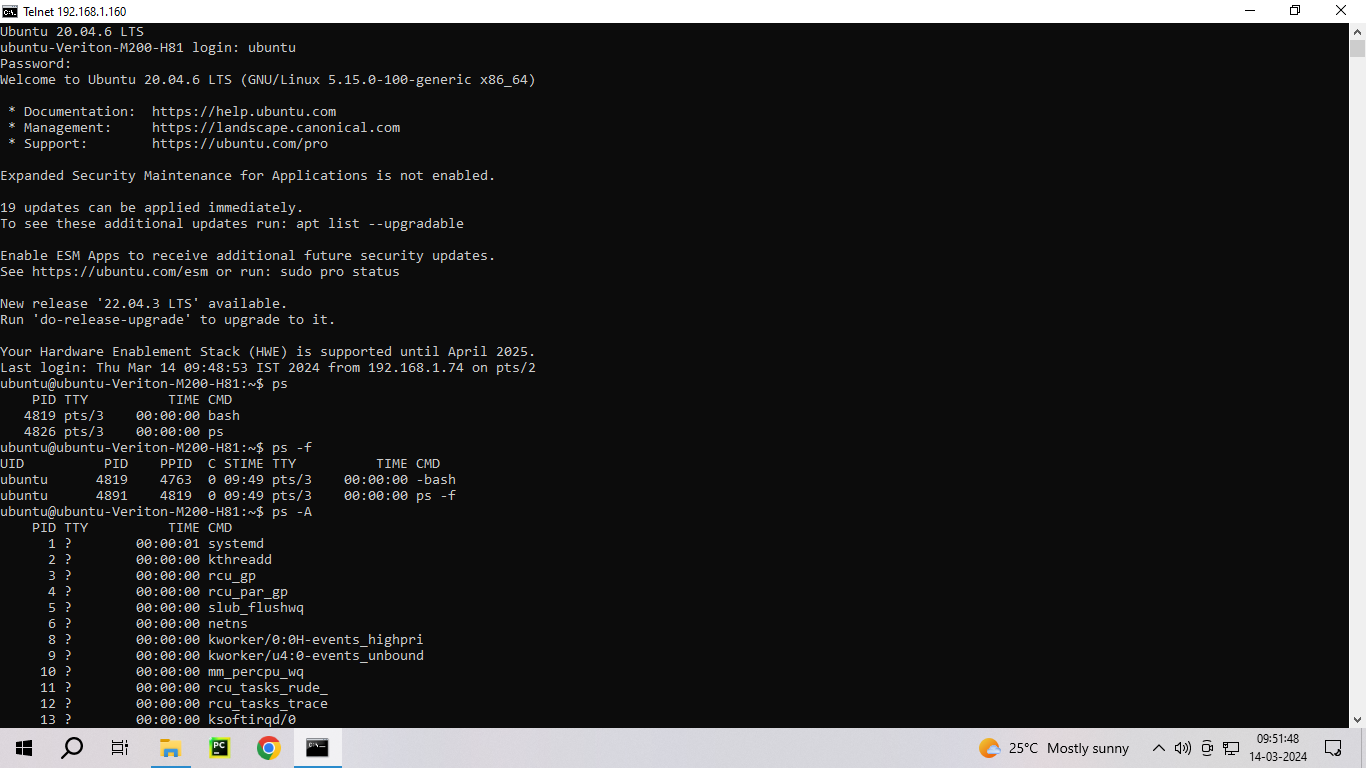 Telnet 192.168.1.160
Ubuntu 20.04.6 LTS
ubuntu-Veriton-M200-H81 login: ubuntu
Password:
Welcome to Ubuntu 20.04.6 LTS (GNU/Linux 5.15.0-100-generic x86_64)

 * Documentation:  https://help.ubuntu.com
 * Management:     https://landscape.canonical.com
 * Support:        https://ubuntu.com/pro

Expanded Security Maintenance for Applications is not enabled.

19 updates can be applied immediately.
To see these additional updates run: apt list --upgradable

Enable ESM Apps to receive additional future security updates.
See https://ubuntu.com/esm or run: sudo pro status

New release '22.04.3 LTS' available.
Run 'do-release-upgrade' to upgrade to it.

Your Hardware Enablement Stack (HWE) is supported until April 2025.
Last login: Thu Mar 14 09:48:53 IST 2024 from 192.168.1.74 on pts/2
ubuntu@ubuntu-Veriton-M200-H81:~$ ps
    PID TTY          TIME CMD
   4819 pts/3    00:00:00 bash
   4826 pts/3    00:00:00 ps
ubuntu@ubuntu-Veriton-M200-H81:~$ ps -f
UID          PID    PPID  C STIME TTY          TIME CMD
ubuntu      4819    4763  0 09:49 pts/3    00:00:00 -bash
ubuntu      4891    4819  0 09:49 pts/3    00:00:00 ps -f
ubuntu@ubuntu-Veriton-M200-H81:~$ ps -A
    PID TTY          TIME CMD
      1 ?        00:00:01 systemd
      2 ?        00:00:00 kthreadd
      3 ?        00:00:00 rcu_gp
      4 ?        00:00:00 rcu_par_gp
      5 ?        00:00:00 slub_flushwq
      6 ?        00:00:00 netns
      8 ?        00:00:00 kworker/0:0H-events_highpri
      9 ?        00:00:00 kworker/u4:0-events_unbound
     10 ?        00:00:00 mm_percpu_wq
     11 ?        00:00:00 rcu_tasks_rude_
     12 ?        00:00:00 rcu_tasks_trace
     13 ?        00:00:00 ksoftirqd/0
PC
25°C Mostly sunny
09:51:48
14-03-2024